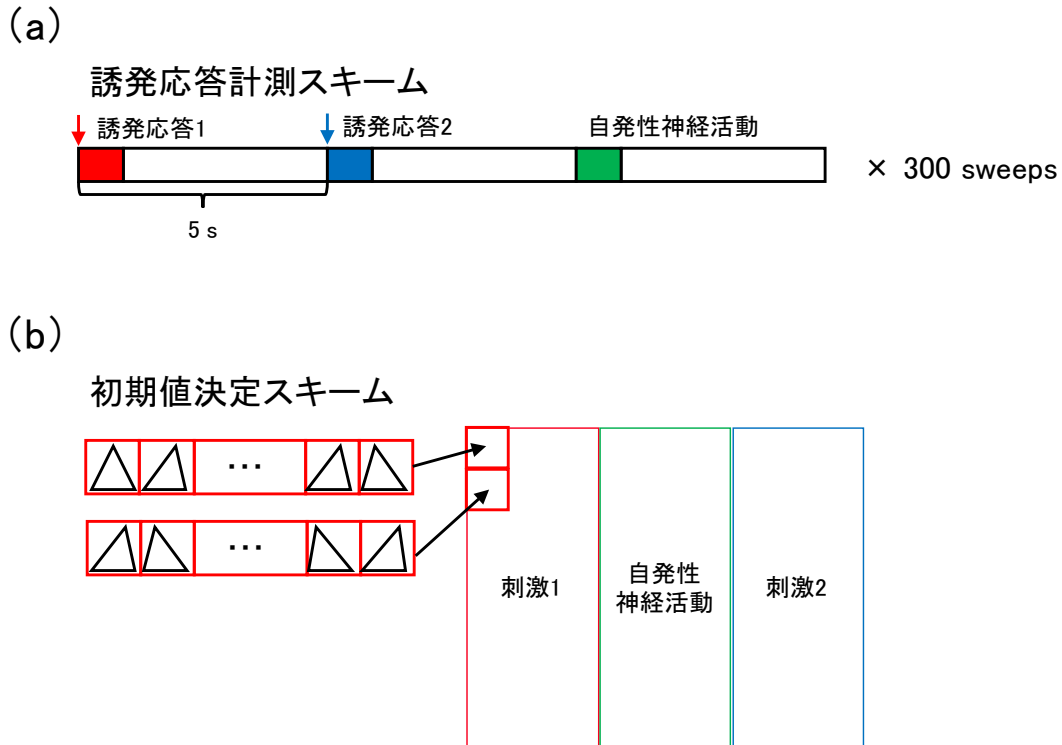 (a)
誘発応答計測スキーム
誘発応答1
誘発応答2
自発性神経活動
× 300 sweeps
5 s
(b)
初期値決定スキーム
...
...
刺激1
自発性
神経活動
刺激2